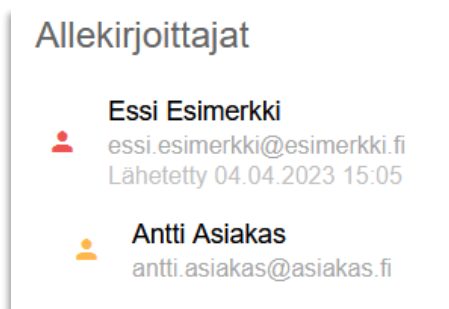 Allekirjoittajat
Essi Esimerkki
essi.esimerkki@esimerkki.fi
Lähetetty 04.04.2023 15:05
Antti Asiakas
antti.asiakas@asiakas.fi